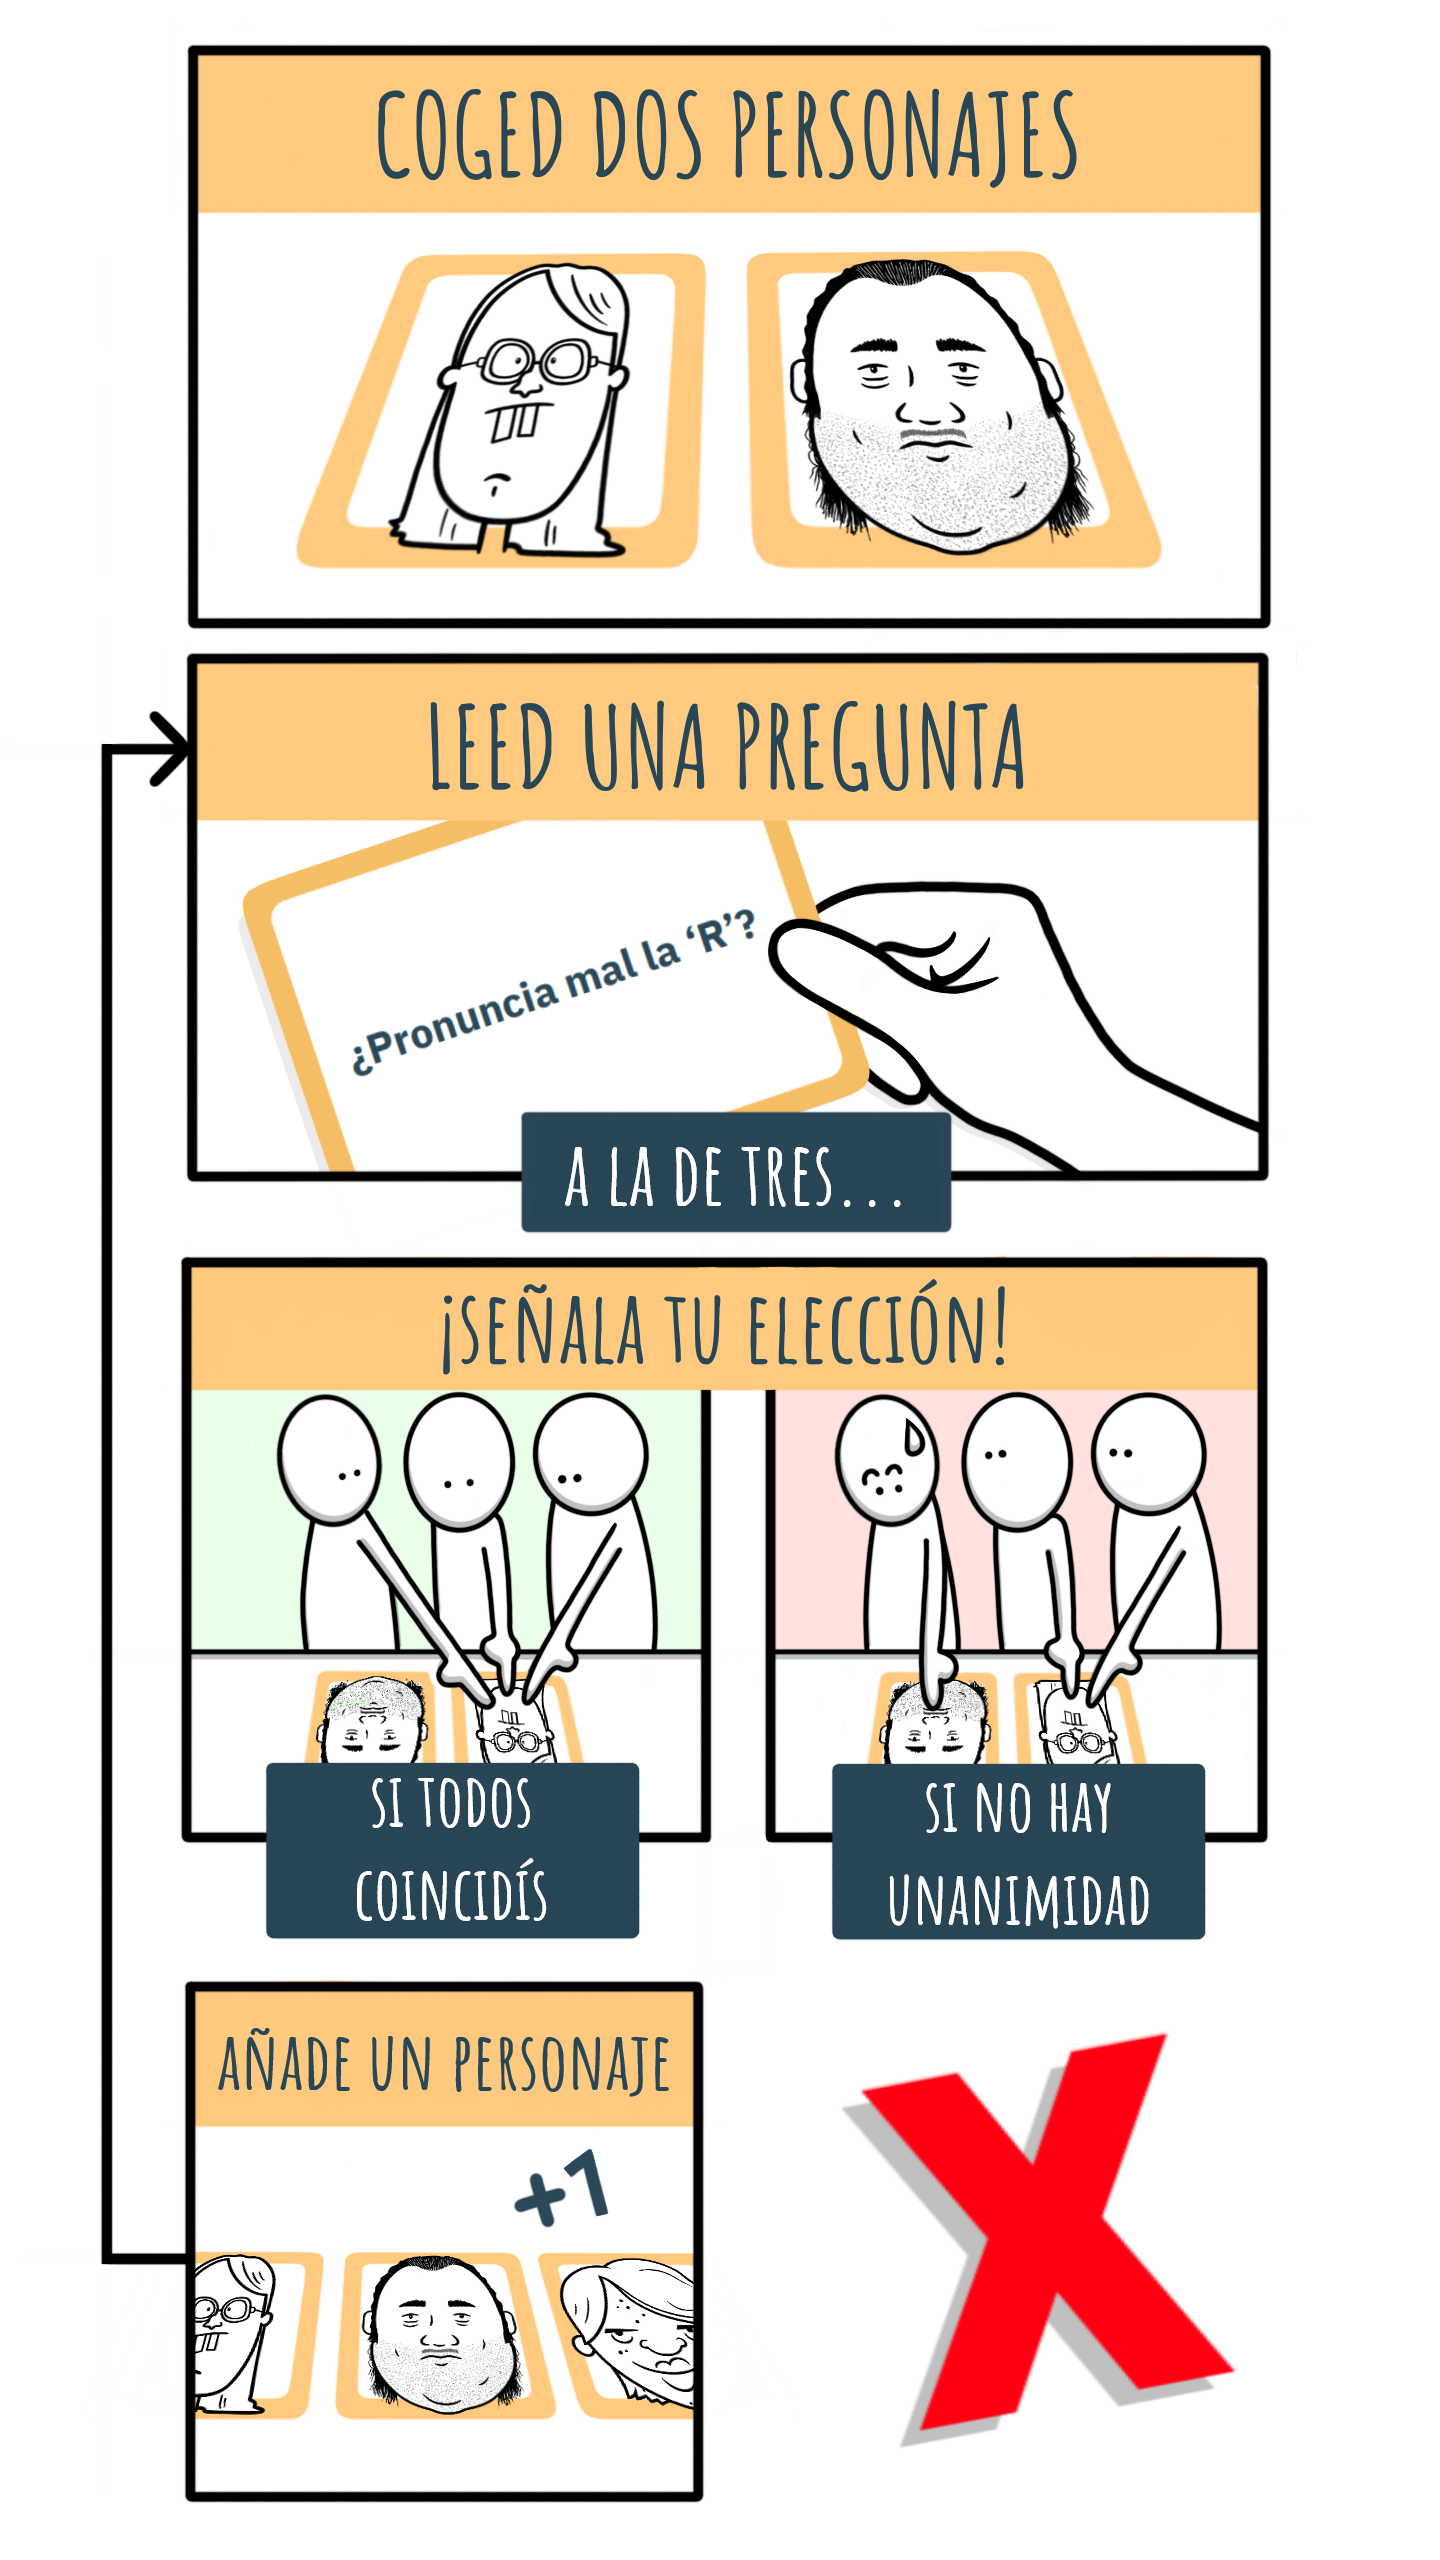 COGED DOS PERSONAJES
LEED UNA PREGUNTA
¿Pronuncia mal la ‘R’?
A LA DE TRES...
¡SEÑALA TU ELECCIÓN!
SI TODOS
COINCIDÍS
SI NO HAY
UNANIMIDAD
AÑADE UN PERSONAJE
+1